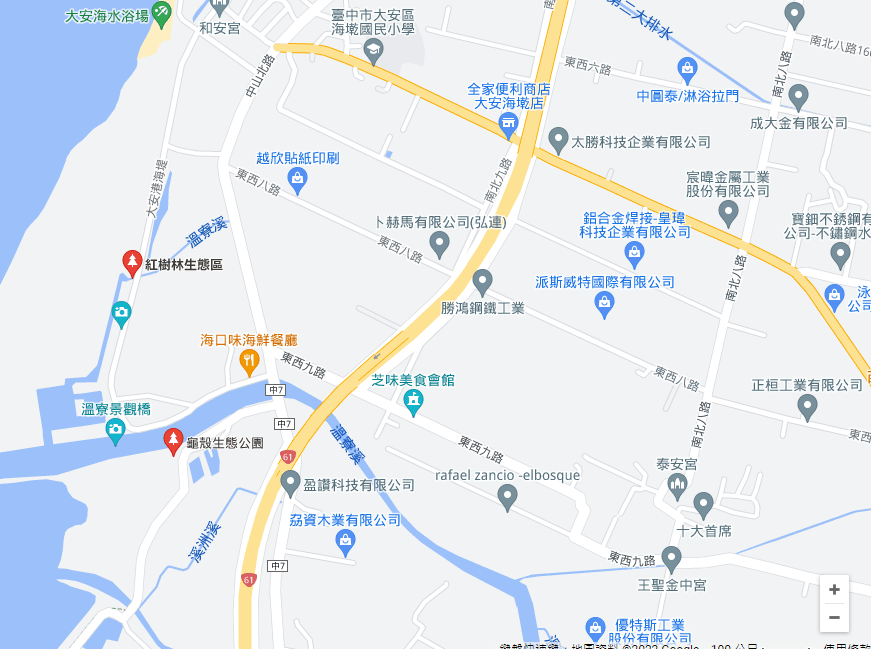 大安海水浴場
和安宮
臺中市大安區
海墘國民小學
第二大排水
南北八路
南北八路16
中山北路
東西六路
全家便利商店
大安海墘店
中圓泰/淋浴拉門
成大金有限公司
太勝科技企業有限公司
越欣貼紙印刷
東西八路
南北九路
宸暐金屬工業
股份有限公司
大安港海堤
溫寮溪
卜赫馬有限公司(弘連)
鋁合金焊接-皇瑋
科技企業有限公司
寶鈿不銹鋼有
公司-不鏽鋼水
東西八路
紅樹林生態區
南北八路
派斯威特國際有限公司
泳
公司
勝鴻鋼鐵工業
海口味海鮮餐廳
東西九路
芝味美食會館
東西八路
正桓工業有限公司
中7
溫寮景觀橋
中7
南北八路
龜殼生態公園
溫寮溪
東西九路
東西
61
泰安宮
rafael zancio -elbosque
盈讚科技有限公司
十大首席
劦資木業有限公司
溪洲溪
東西九路
中7
61
王聖金中宮
優特斯工業
股份有限公司